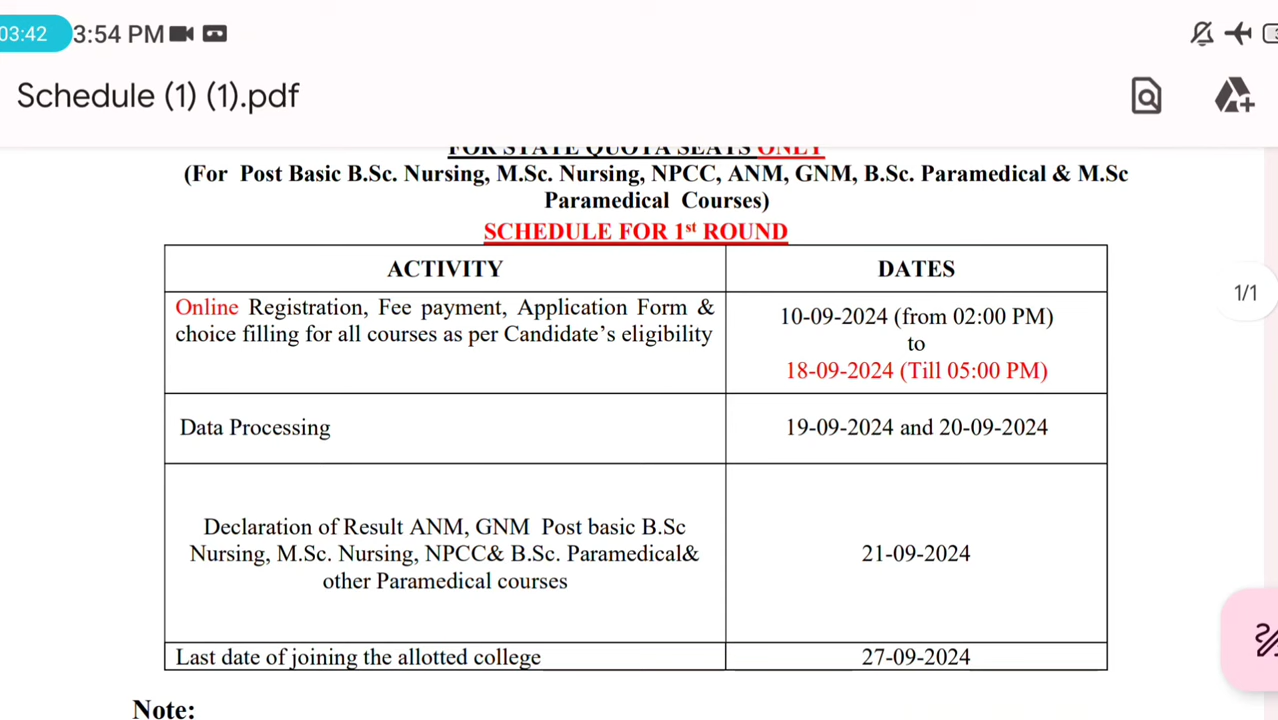 03:42 3:54 PM
Schedule (1) (1).pdf
FOR STATE QUOTA SEATS ONLY
(For Post Basic B.Sc. Nursing, M.Sc. Nursing, NPCC, ANM, GNM, B.Sc. Paramedical & M.Sc
Paramedical Courses)
SCHEDULE FOR 1st ROUND
ACTIVITY DATES
Online Registration, Fee payment, Application Form &
choice filling for all courses as per Candidate's eligibility
10-09-2024 (from 02:00 PM)
to
18-09-2024 (Till 05:00 PM)
Data Processing 19-09-2024 and 20-09-2024
Declaration of Result ANM, GNM Post basic B.Sc
Nursing, M.Sc. Nursing, NPCC& B.Sc. Paramedical&
other Paramedical courses
21-09-2024
Last date of joining the allotted college 27-09-2024
Note:
1/1